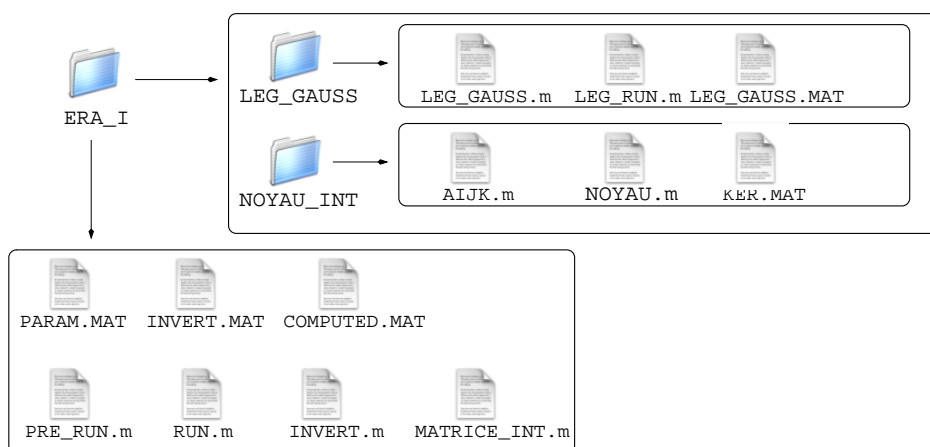 ERA_I
LEG_GAUSS
LEG_GAUSS.m LEG_RUN.m LEG_GAUSS.MAT
NOYAU_INT
AIJK.m NOYAU.m KER.MAT
PARAM.MAT INVERT.MAT COMPUTED.MAT
PRE_RUN.m RUN.m INVERT.m MATRICE_INT.m